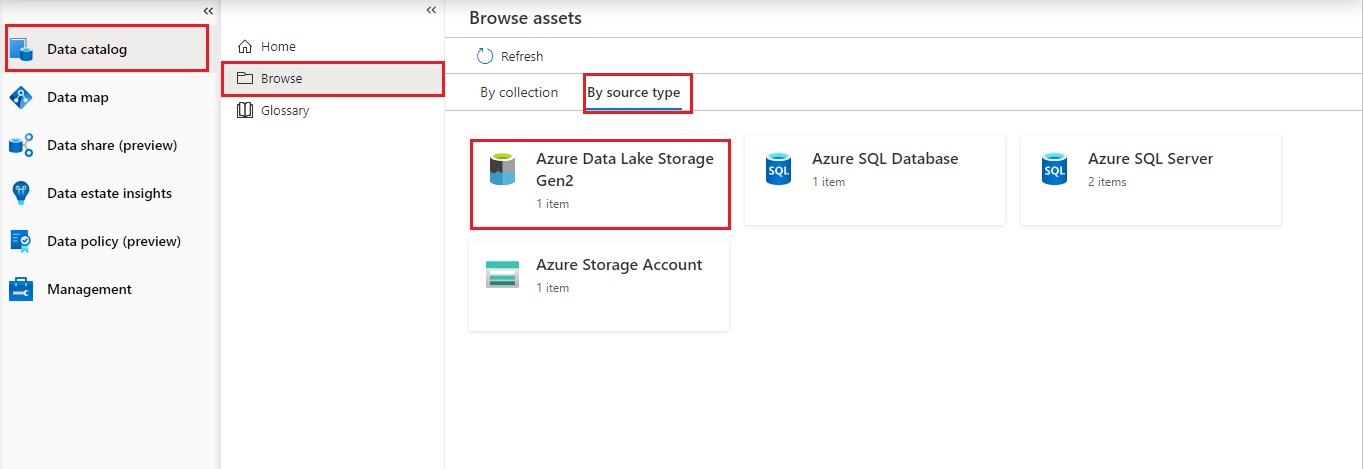 Data catalog
Data map
Data share (preview)
Data estate insights
Data policy (preview)
Management
Home
Browse
Glossary
Browse assets
Refresh
By collection
By source type
Azure Data Lake Storage
Gen2
1 item
SQL
Azure SQL Database
1 item
SQL
Azure SQL Server
2 items
Azure Storage Account
1 item